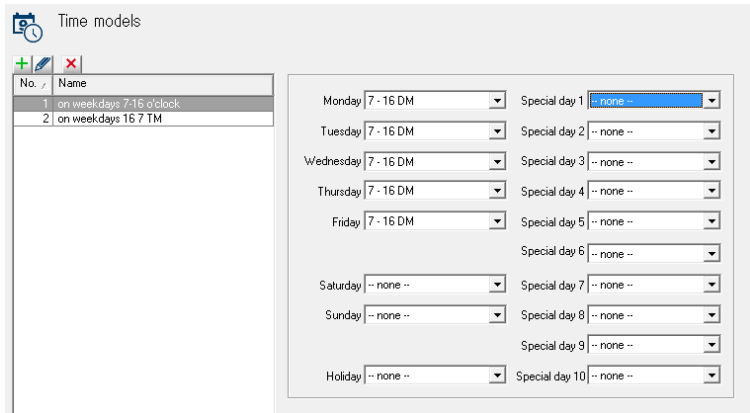 Time models
No. Name
1 on weekdays 7-16 o'clock
2 on weekdays 16 7 TM
Monday 7 - 16 DM Special day 1 -- none --
Tuesday 7 - 16 DM Special day 2 -- none --
Wednesday 7 - 16 DM Special day 3 -- none --
Thursday 7 - 16 DM Special day 4 -- none --
Friday 7 - 16 DM Special day 5 -- none --
Special day 6 -- none --
Saturday -- none -- Special day 7 -- none --
Sunday -- none -- Special day 8 -- none --
Special day 9 -- none --
Holiday -- none -- Special day 10 -- none --